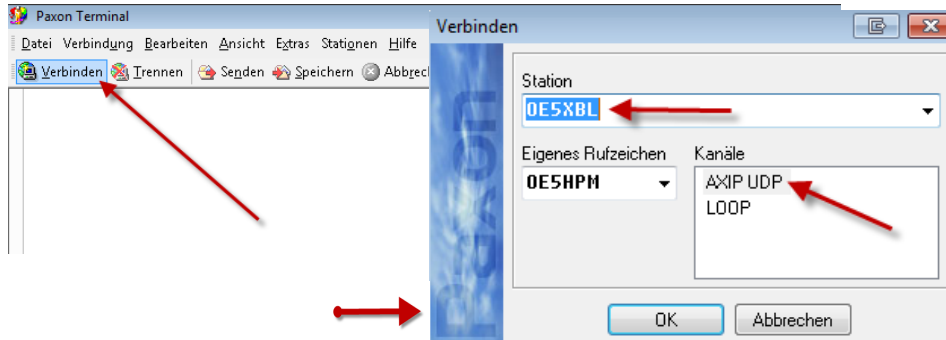 Paxon Terminal
Datei Verbindung Bearbeiten Ansicht Extras Stationen Hilfe
Verbinden Trennen Senden Speichern
Verbinden
Station
OE5XBL
Eigenes Rufzeichen
OE5HPM
Kanäle
AXIP UDP
LOOP
OK
Abbrechen
Paxon